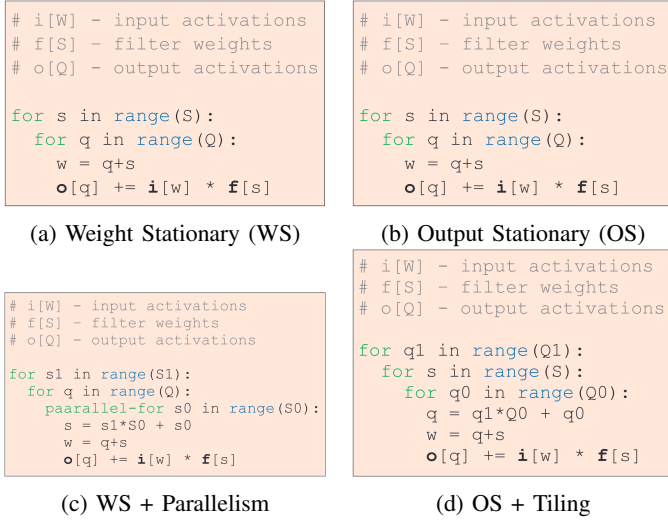 # i[W] - input activations
# f[S] - filter weights
# o[Q] - output activations
for s in range(S):
  for q in range(Q):
    w = q+s
    o[q] += i[w] * f[s]
(a) Weight Stationary (WS)
# i[W] - input activations
# f[S] - filter weights
# o[Q] - output activations
for s in range(S):
  for q in range(Q):
    w = q+s
    o[q] += i[w] * f[s]
(b) Output Stationary (OS)
# i[W] - input activations
# f[S] - filter weights
# o[Q] - output activations
for s1 in range(S1):
  for q in range(Q):
    paarallel-for s0 in range(S0):
      s = s1*S0 + s0
      w = q+s
      o[q] += i[w] * f[s]
(c) WS + Parallelism
# i[W] - input activations
# f[S] - filter weights
# o[Q] - output activations
for q1 in range(Q1):
  for s in range(S):
    for q0 in range(Q0):
      q = q1*Q0 + q0
      w = q+s
      o[q] += i[w] * f[s]
(d) OS + Tiling